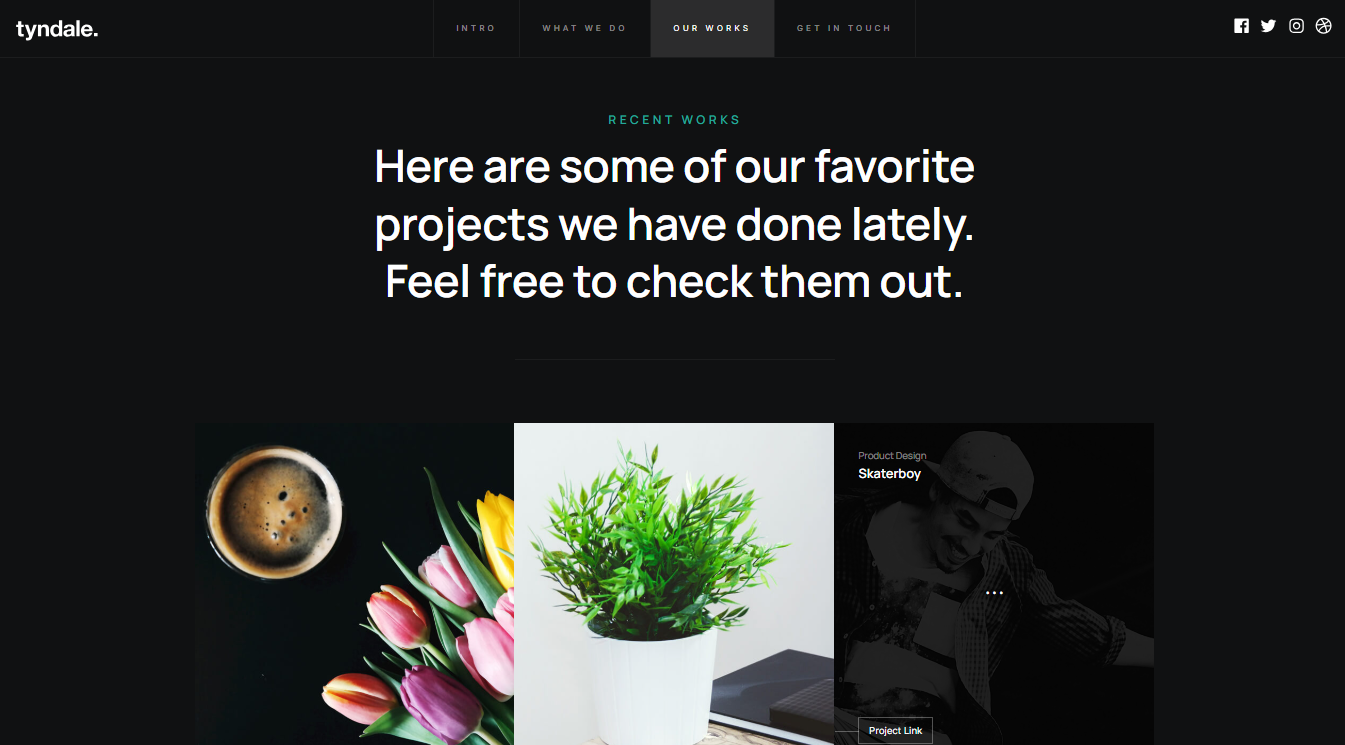 tyndale.
INTRO
WHAT WE DO
OUR WORKS
GET IN TOUCH
RECENT WORKS
Here are some of our favorite
projects we have done lately.
Feel free to check them out.
Product Design
Skaterboy
Project Link